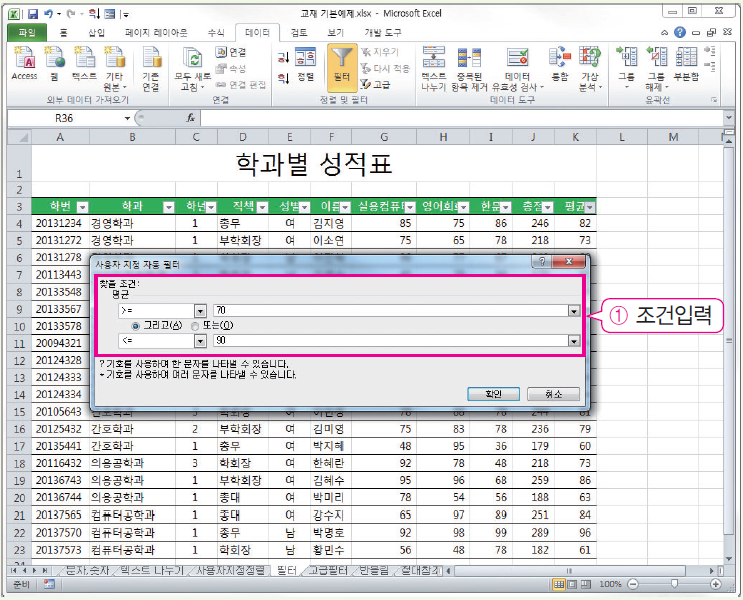 교재 기본예제.xlsx - Microsoft Excel
파일 홈 삽입 페이지 레이아웃 수식 데이터 검토 보기 개발 도구
Access 웹 텍스트 기타 원본 기존 연결 모두 새로 고침 연결 속성 연결 편집 정렬 필터 지우기 다시 적용 고급 텍스트 나누기 중복된 항목 제거 데이터 유효성 검사 통합 가상 분석 그룹 그룹 해제 부분합
외부 데이터 가져오기 연결 정렬 및 필터 데이터 도구 윤곽선
R36 fx
A B C D E F G H I J K L M
1 학과별 성적표
2
3 학번 학과 학년 직책 성별 이름 실용컴퓨터 영어회화 한문 총점 평균
4 20131234 경영학과 1 총무 여 김지영 85 75 86 246 82
5 20131272 경영학과 1 부학회장 여 이소연 75 65 78 218 73
6 20131278
7 20113443
8 20133548
9 20133567
10 20133578
11 20094321
12 20124328
13 20124333
14 20124334
사용자 지정 자동 필터
찾을 조건:
평균
>= 70
그리고(A) 또는(O)
<= 90
? 기호를 사용하여 한 문자를 나타낼 수 있습니다.
* 기호를 사용하여 여러 문자를 나타낼 수 있습니다.
확인 취소
① 조건입력
15 20105643
16 20125432 간호학과 2 부학회장 여 김미영 75 83 78 236 79
17 20135441 간호학과 1 총무 여 박지혜 48 95 36 179 60
18 20116432 의용공학과 3 학회장 여 한혜란 92 78 48 218 73
19 20136743 의용공학과 1 부학회장 여 김혜수 95 96 68 259 86
20 20136744 의용공학과 1 총대 여 박미리 78 54 56 188 63
21 20187565 컴퓨터공학과 1 총대 여 강수지 65 97 89 251 84
22 20137570 컴퓨터공학과 1 총무 남 박명호 92 98 99 289 96
23 20137573 컴퓨터공학과 1 학회장 남 황민수 56 48 78 182 61
문자,숫자 텍스트 나누기 사용자지정정렬 필터 고급필터 반올림 절대참조
준비 100%